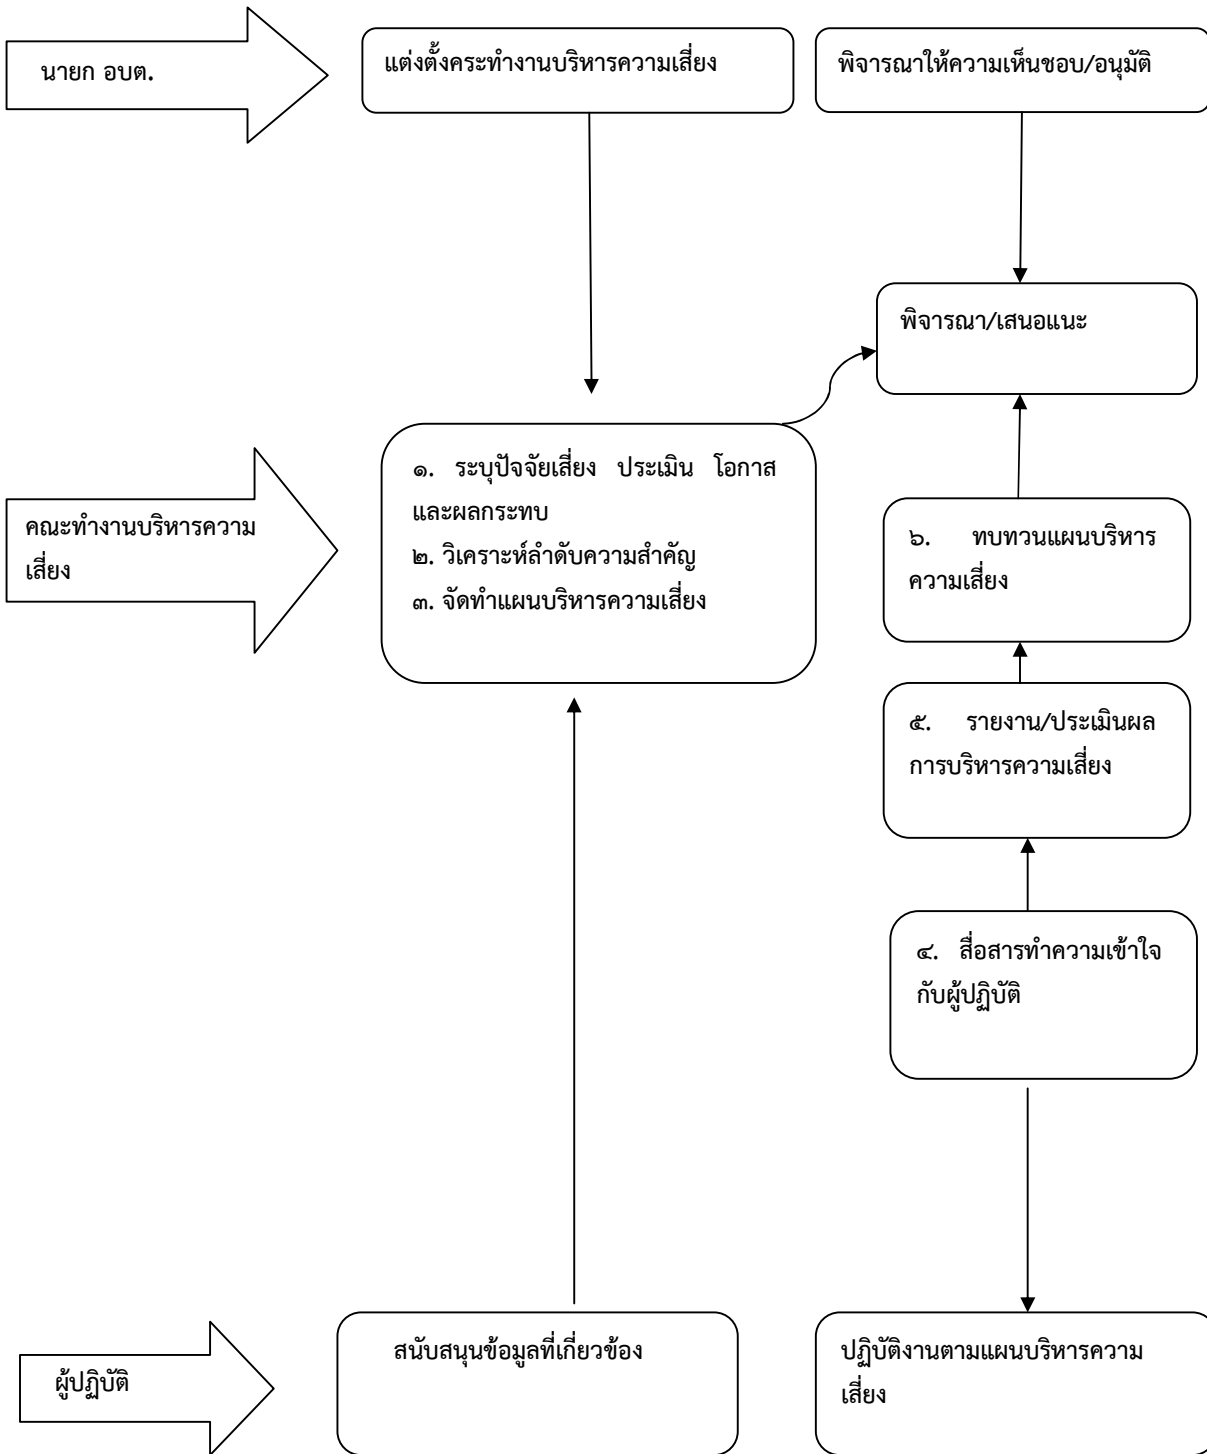 นายก อบต.
แต่งตั้งคระทำงานบริหารความเสี่ยง
พิจารณาให้ความเห็นชอบ/อนุมัติ
พิจารณา/เสนอแนะ
คณะทำงานบริหารความ
เสี่ยง
๑. ระบุปัจจัยเสี่ยง ประเมิน โอกาส
และผลกระทบ
๒. วิเคราะห์ลำดับความสำคัญ
๓. จัดทำแผนบริหารความเสี่ยง
๖. ทบทวนแผนบริหาร
ความเสี่ยง
๕. รายงาน/ประเมินผล
การบริหารความเสี่ยง
๔. สื่อสารทำความเข้าใจ
กับผู้ปฏิบัติ
ผู้ปฏิบัติ
สนับสนุนข้อมูลที่เกี่ยวข้อง
ปฏิบัติงานตามแผนบริหารความ
เสี่ยง